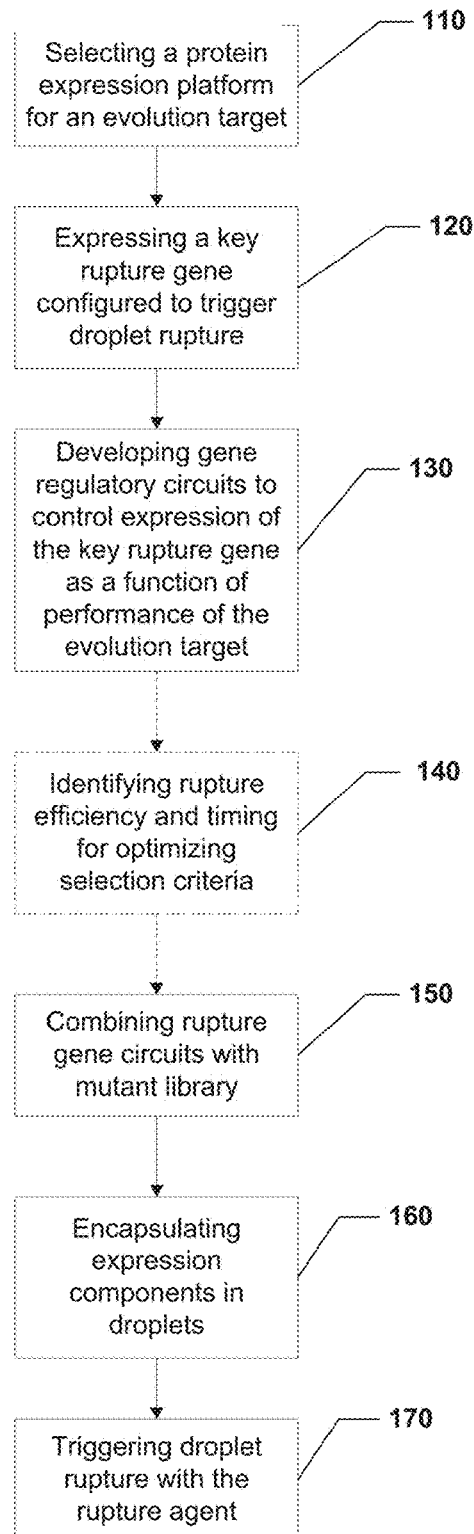 Selecting a protein
expression platform
for an evolution target
110
Expressing a key
rupture gene
configured to trigger
droplet rupture
120
Developing gene
regulatory circuits to
control expression of
the key rupture gene
as a function of
performance of the
evolution target
130
Identifying rupture
efficiency and timing
for optimizing
selection criteria
140
Combining rupture
gene circuits with
mutant library
150
Encapsulating
expression
components in
droplets
160
Triggering droplet
rupture with the
rupture agent
170